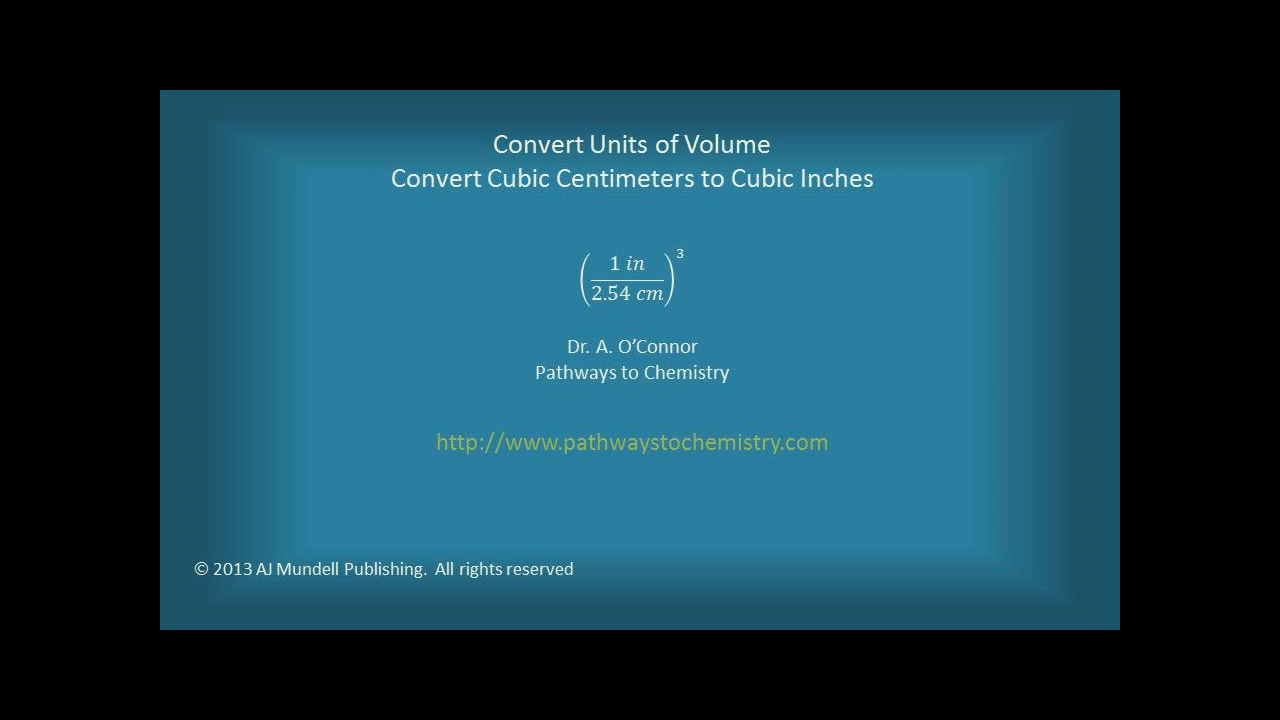 Convert Units of Volume
Convert Cubic Centimeters to Cubic Inches
(1 in / 2.54 cm)³
Dr. A. O’Connor
Pathways to Chemistry
http://www.pathwaystochemistry.com
© 2013 AJ Mundell Publishing. All rights reserved